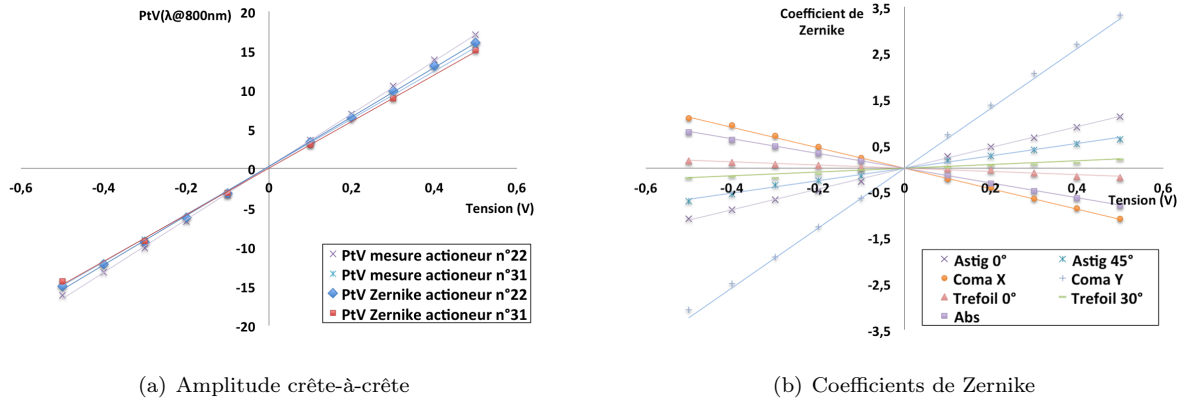 PtV(λ@800nm)
20
15
10
5
0
-5
-10
-15
-20
-0,6
-0,4
-0,2
0
0,2
0,4
0,6
Tension (V)
PtV mesure actioneur n°22
PtV mesure actioneur n°31
PtV Zernike actioneur n°22
PtV Zernike actioneur n°31
(a) Amplitude crête-à-crête
Coefficient de
Zernike
3,5
2,5
1,5
0,5
-0,5
-1,5
-2,5
-3,5
-0,6
-0,4
-0,2
0
0,2
0,4
0,6
Tension (V)
Astig 0°
Astig 45°
Coma X
Coma Y
Trefoil 0°
Trefoil 30°
Abs
(b) Coefficients de Zernike